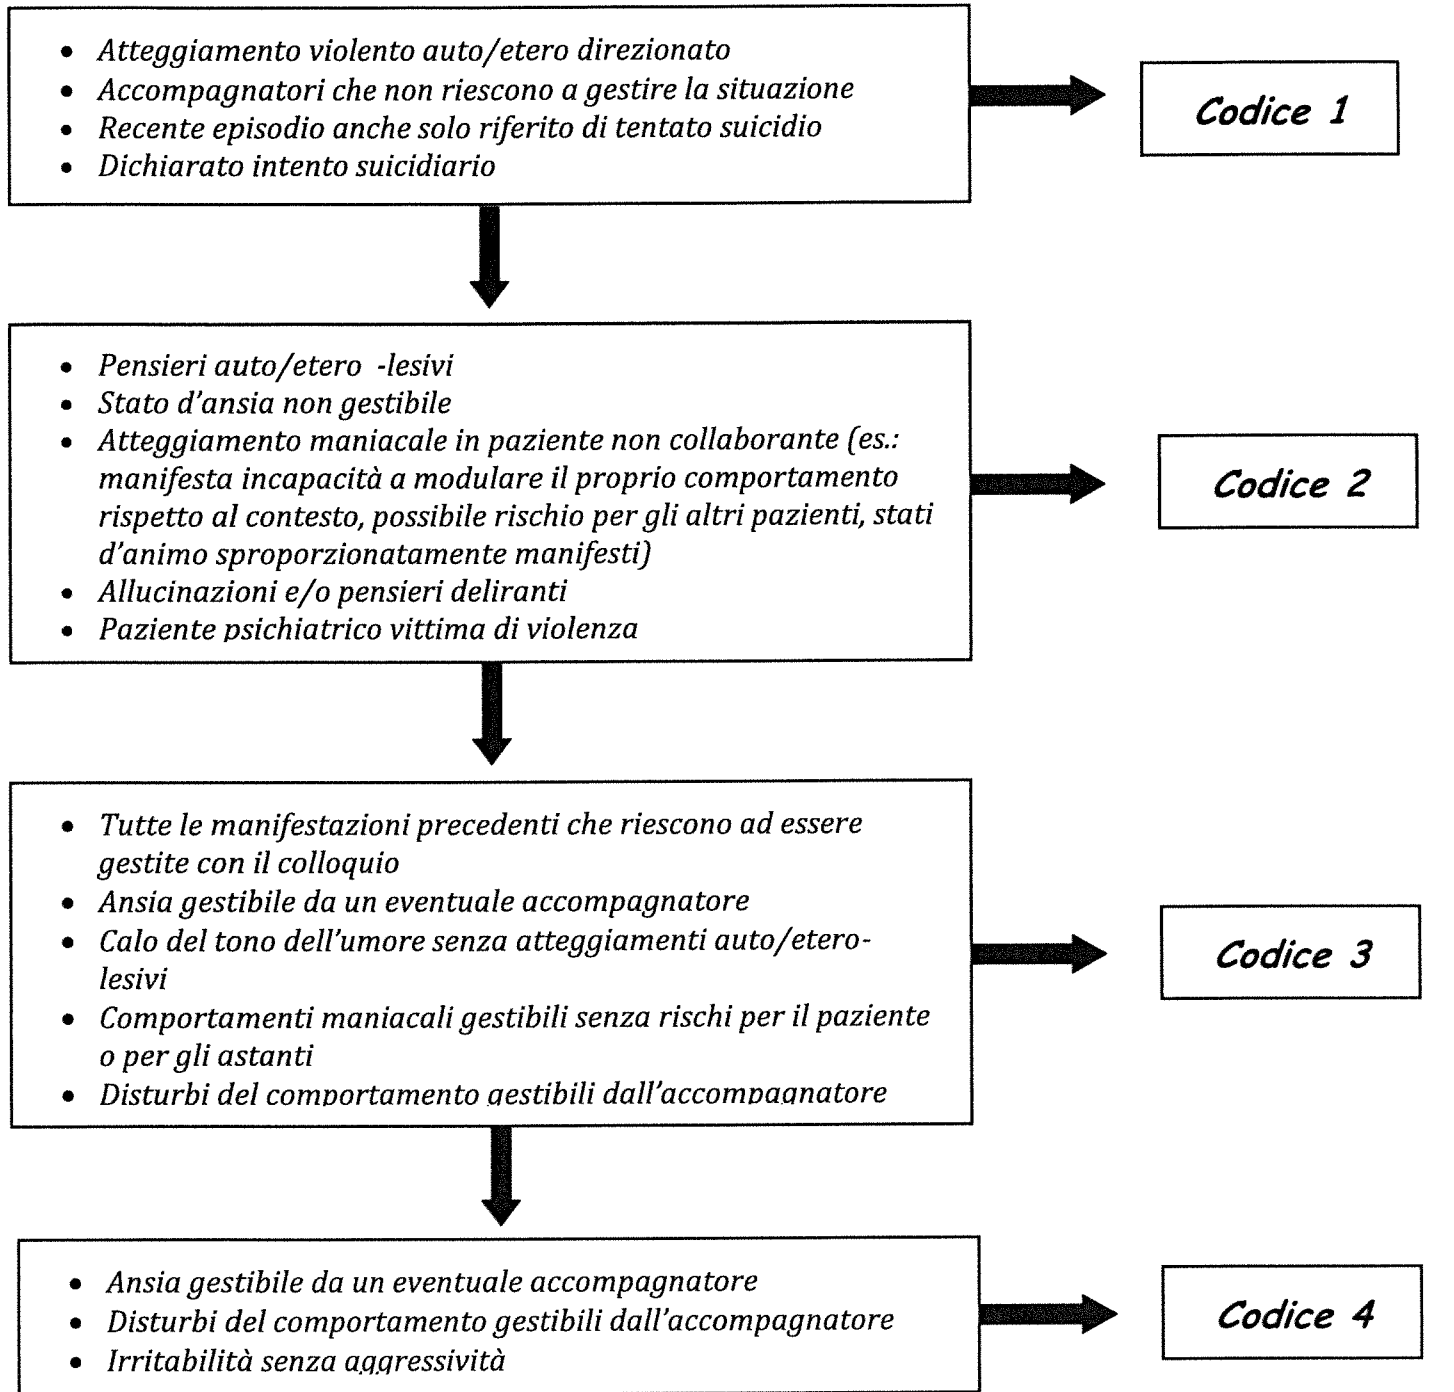 • Atteggiamento violento auto/etero direzionato
• Accompagnatori che non riescono a gestire la situazione
• Recente episodio anche solo riferito di tentato suicidio
• Dichiarato intento suicidiario
Codice 1
• Pensieri auto/etero -lesivi
• Stato d'ansia non gestibile
• Atteggiamento maniacale in paziente non collaborante (es.:
manifesta incapacità a modulare il proprio comportamento
rispetto al contesto, possibile rischio per gli altri pazienti, stati
d'animo sproporzionatamente manifesti)
• Allucinazioni e/o pensieri deliranti
• Paziente psichiatrico vittima di violenza
Codice 2
• Tutte le manifestazioni precedenti che riescono ad essere
gestite con il colloquio
• Ansia gestibile da un eventuale accompagnatore
• Calo del tono dell'umore senza atteggiamenti auto/etero-
lesivi
• Comportamenti maniacali gestibili senza rischi per il paziente
o per gli astanti
• Disturbi del comportamento gestibili dall'accompagnatore
Codice 3
• Ansia gestibile da un eventuale accompagnatore
• Disturbi del comportamento gestibili dall'accompagnatore
• Irritabilità senza aggressività
Codice 4